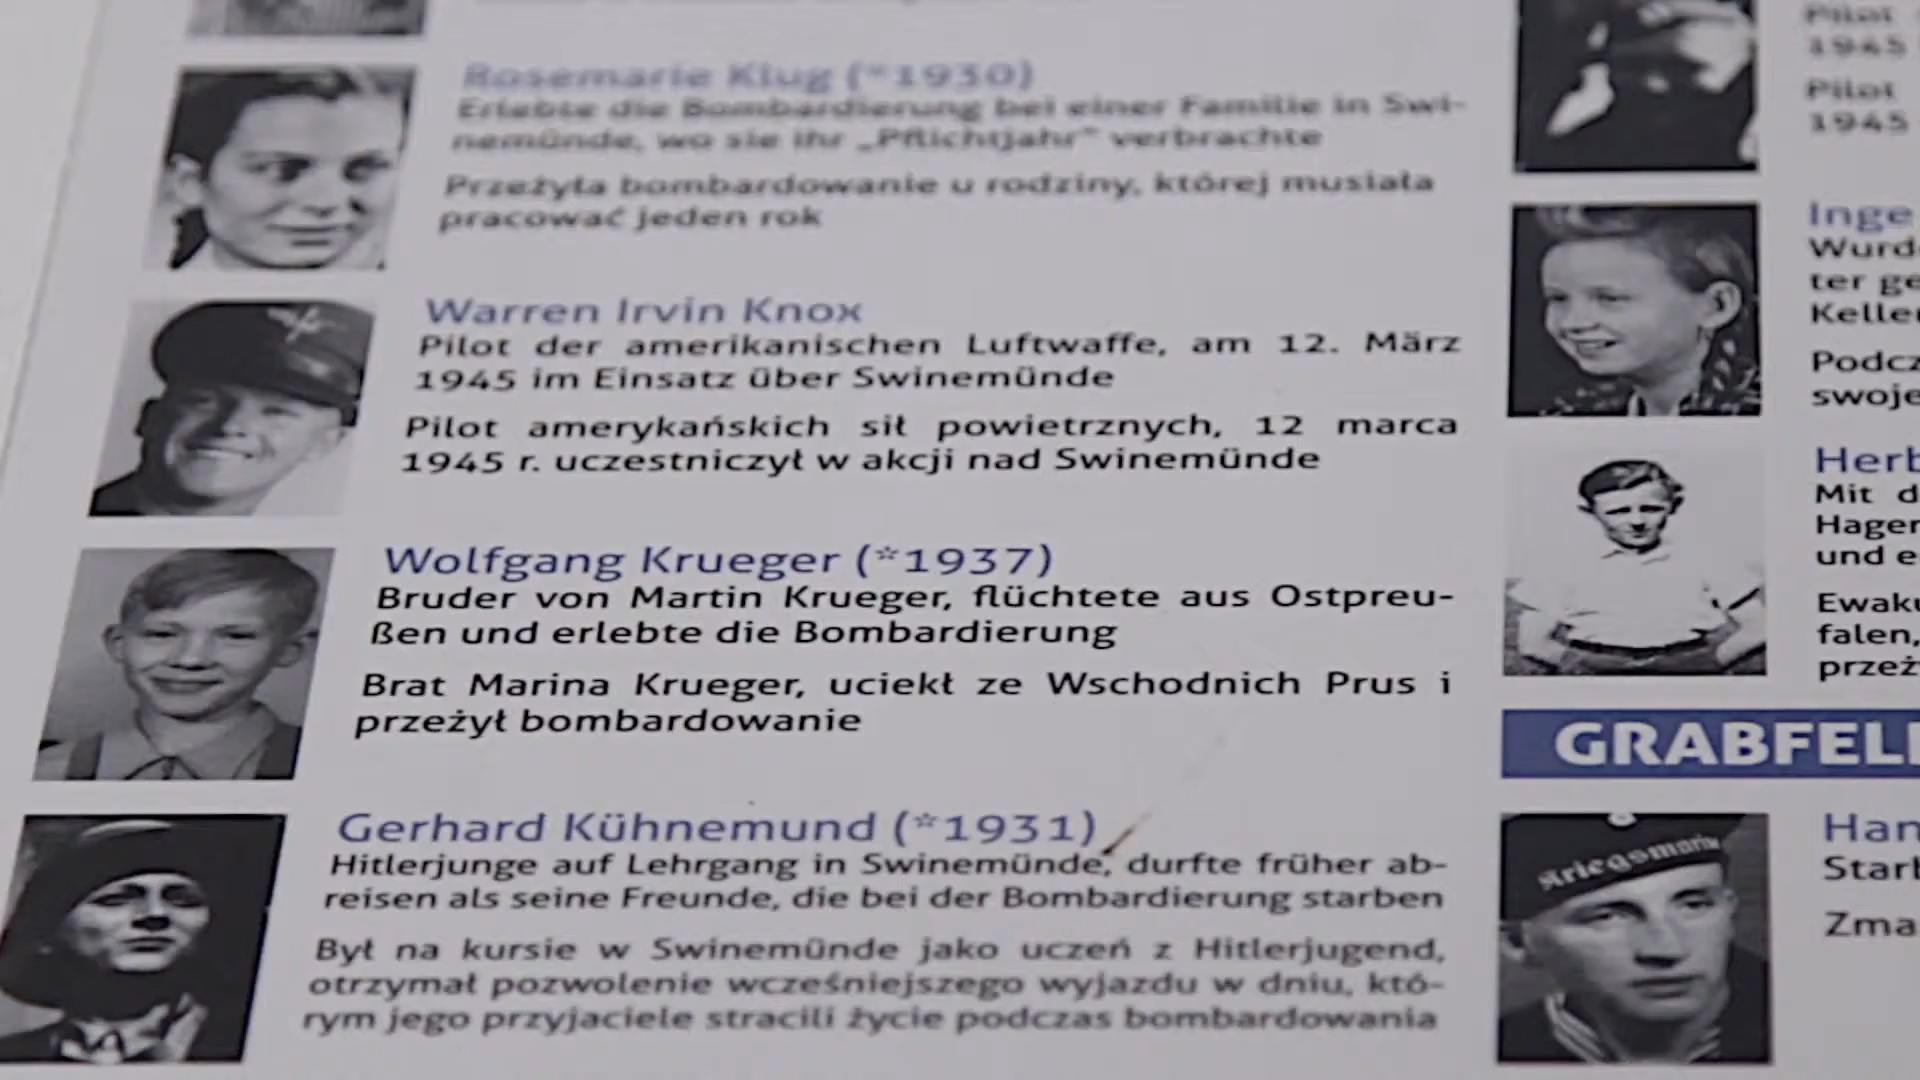 Rosemarie Klug (*1930)
Erlebte die Bombardierung bei einer Familie in Swi-
nemünde, wo sie ihr „Pflichtjahr“ verbrachte
Przeżyła bombardowanie u rodziny, której musiała
pracować jeden rok
Warren Irvin Knox
Pilot der amerikanischen Luftwaffe, am 12. März
1945 im Einsatz über Swinemünde
Pilot amerykańskich sił powietrznych, 12 marca
1945 r. uczestniczył w akcji nad Swinemünde
Wolfgang Krueger (*1937)
Bruder von Martin Krueger, flüchtete aus Ostpreu-
ßen und erlebte die Bombardierung
Brat Marina Krueger, uciekł ze Wschodnich Prus i
przeżył bombardowanie
Gerhard Kühnemund (*1931)
Hitlerjunge auf Lehrgang in Swinemünde, durfte früher ab-
reisen als seine Freunde, die bei der Bombardierung starben
Był na kursie w Swinemünde jako uczeń z Hitlerjugend,
otrzymał pozwolenie wcześniejszego wyjazdu w dniu, któ-
rym jego przyjaciele stracili życie podczas bombardowania
Pilot
1945
Pilot
1945
Inge
Wurd
ter ge
Keller
Podcz
swoje
Herb
Mit d
Hager
und e
Ewaku
falen,
przeż
GRABFEL
Kriegsmarine
Han
Starb
Zma